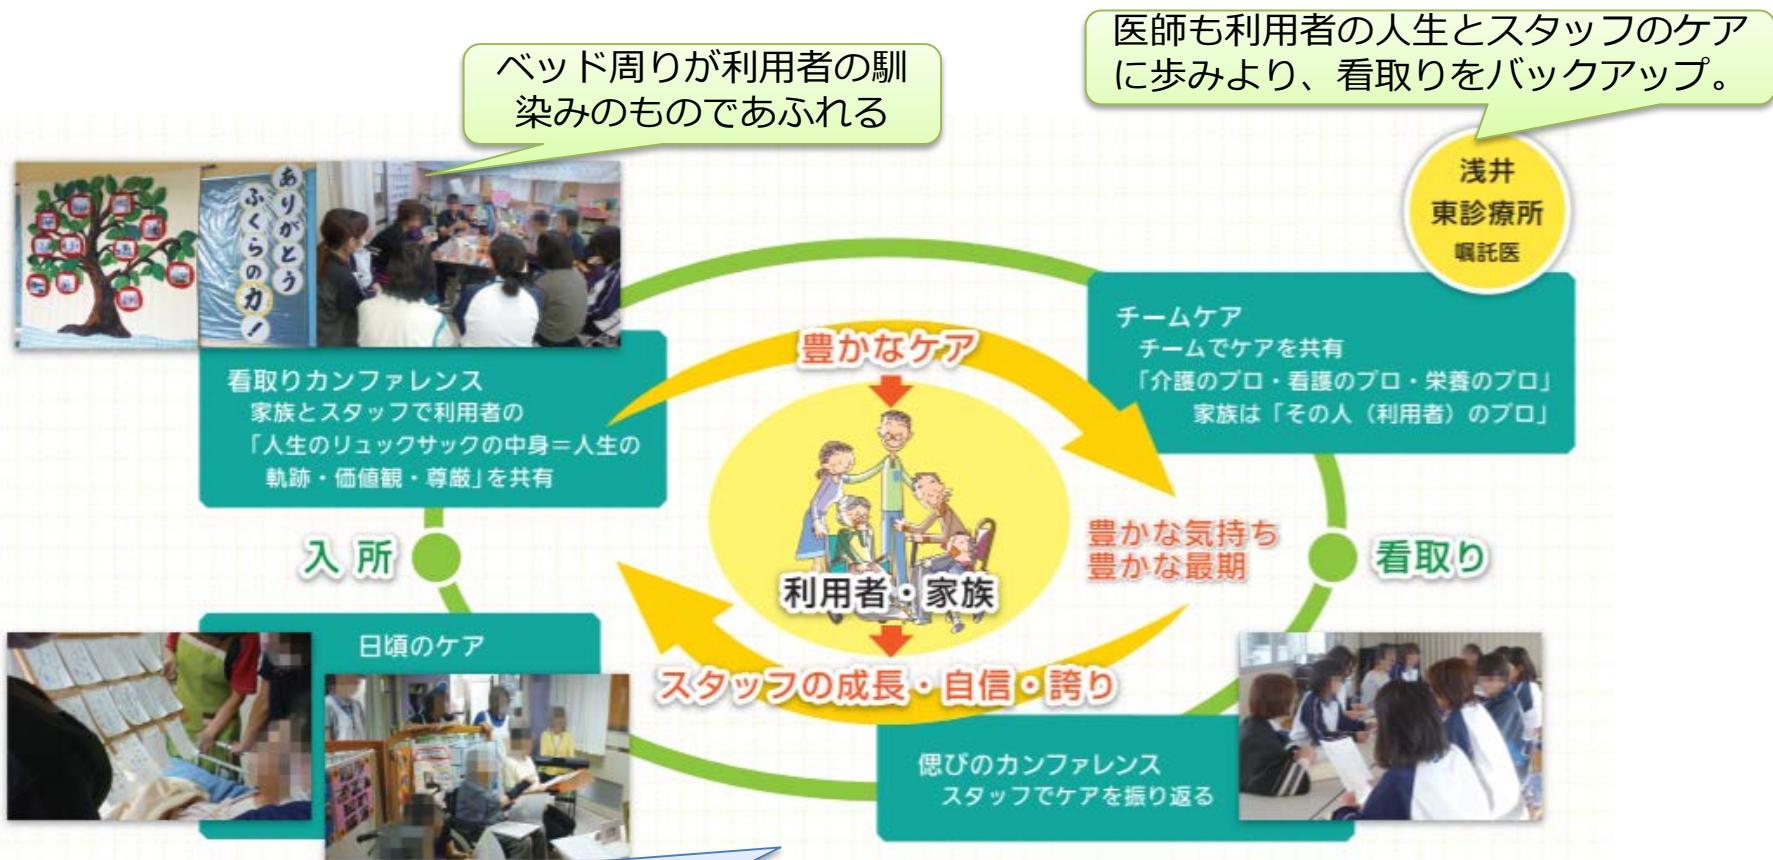 ベッド周りが利用者の馴
染みのものであふれる
医師も利用者の人生とスタッフのケア
に歩みより、看取りをバックアップ。
浅井
東診療所
嘱託医
ありがとう
ふくらの力!
看取りカンファレンス
家族とスタッフで利用者の
「人生のリュックサックの中身＝人生の
軌跡・価値観・尊厳」を共有
豊かなケア
チームケア
チームでケアを共有
「介護のプロ・看護のプロ・栄養のプロ」
家族は「その人（利用者）のプロ」
入所
利用者・家族
豊かな気持ち
豊かな最期
看取り
日頃のケア
スタッフの成長・自信・誇り
偲びのカンファレンス
スタッフでケアを振り返る